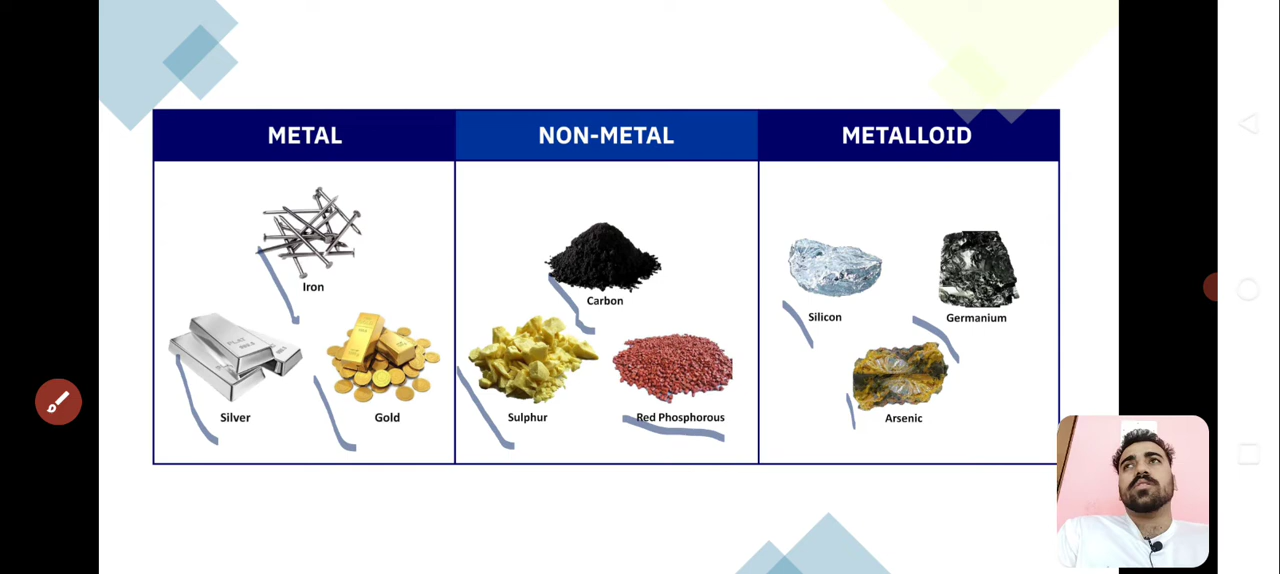 METAL
NON-METAL
METALLOID
Iron
Carbon
Silicon
Germanium
Silver
Gold
Sulphur
Red Phosphorous
Arsenic